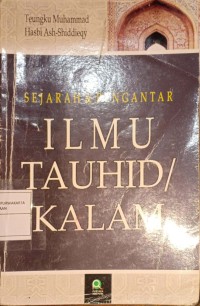 Teungku Muhammad
Hasbi Ash-Shiddieqy
SEJARAH & PENGANTAR
ILMU
TAUHID/
KALAM